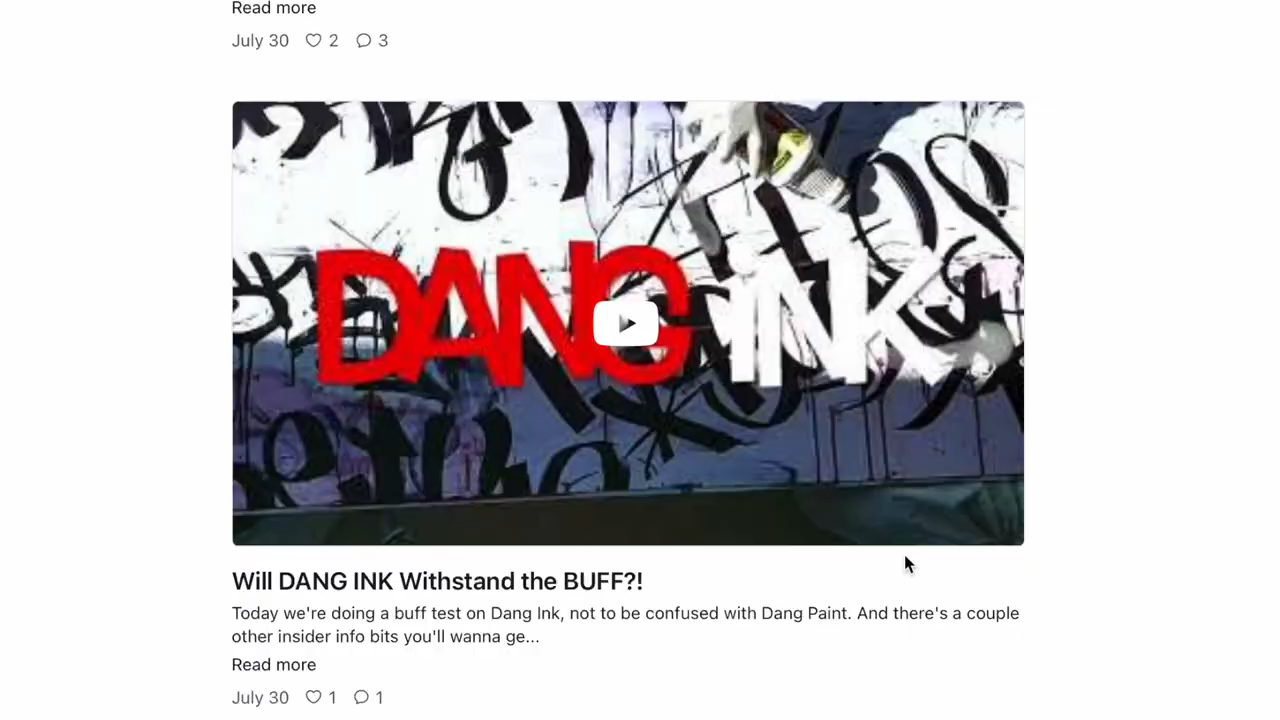 Read more
July 30 2 3
DANG INK
Will DANG INK Withstand the BUFF?!
Today we're doing a buff test on Dang Ink, not to be confused with Dang Paint. And there's a couple
other insider info bits you'll wanna ge...
Read more
July 30 1 1